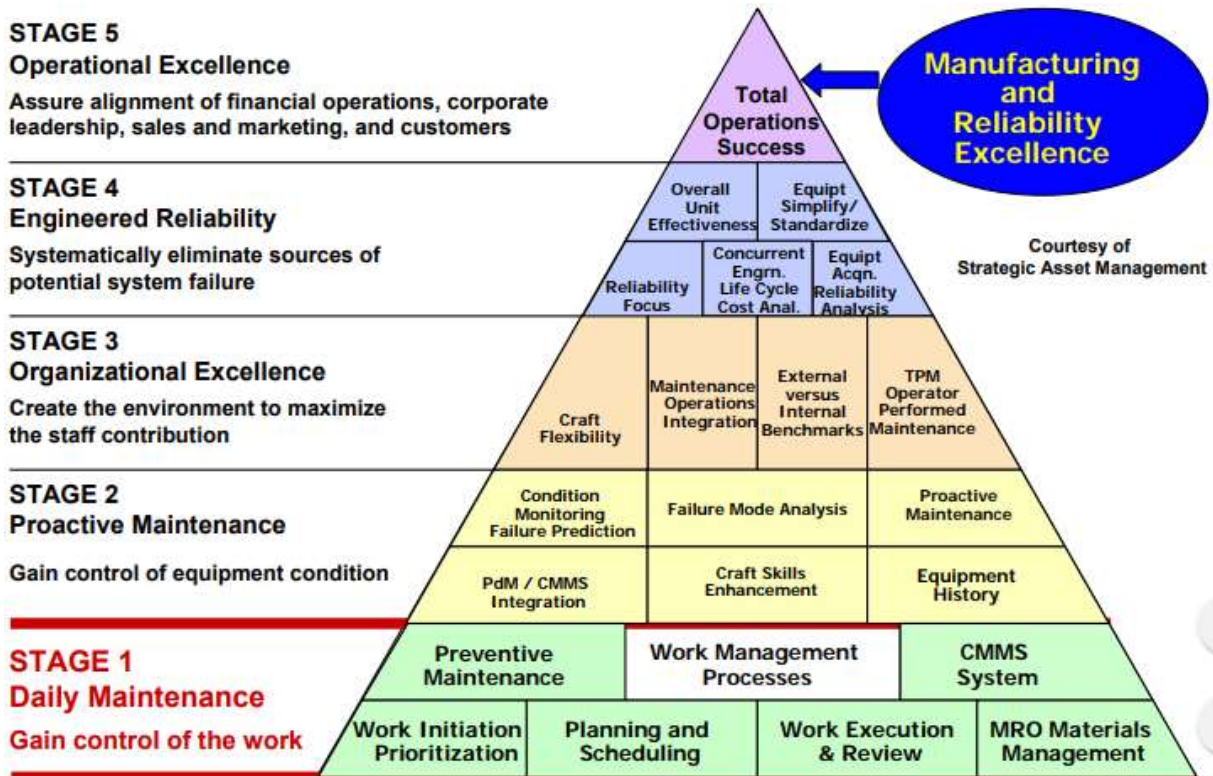 STAGE 5
Operational Excellence
Assure alignment of financial operations, corporate
leadership, sales and marketing, and customers
Total
Operations
Success
Manufacturing
and
Reliability
Excellence
STAGE 4
Engineered Reliability
Systematically eliminate sources of
potential system failure
Overall
Unit
Effectiveness
Equipt
Simplify/
Standardize
Reliability
Focus
Concurrent
Engrn.
Life Cycle
Cost Anal.
Equipt
Acqn.
Reliability
Analysis
Courtesy of
Strategic Asset Management
STAGE 3
Organizational Excellence
Create the environment to maximize
the staff contribution
Craft
Flexibility
Maintenance
Operations
Integration
External
versus
Internal
Benchmarks
TPM
Operator
Performed
Maintenance
STAGE 2
Proactive Maintenance
Gain control of equipment condition
Condition
Monitoring
Failure Prediction
Failure Mode Analysis
Proactive
Maintenance
PdM / CMMS
Integration
Craft Skills
Enhancement
Equipment
History
STAGE 1
Daily Maintenance
Gain control of the work
Preventive
Maintenance
Work Management
Processes
CMMS
System
Work Initiation
Prioritization
Planning and
Scheduling
Work Execution
& Review
MRO Materials
Management